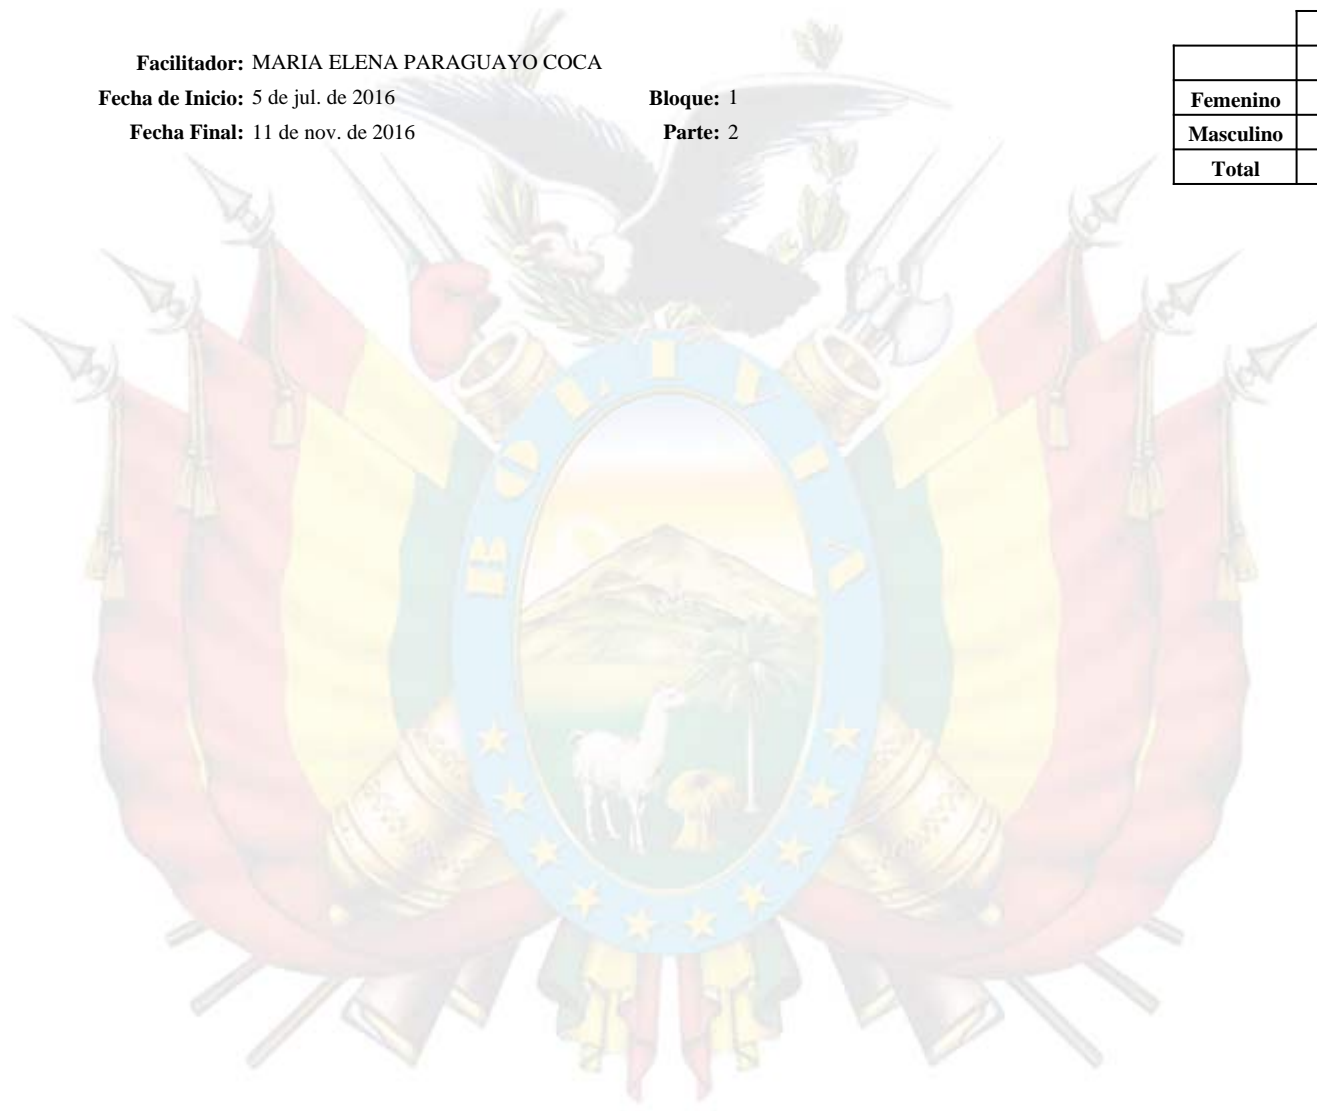 Facilitador: MARIA ELENA PARAGUAYO COCA
Fecha de Inicio: 5 de jul. de 2016 Bloque: 1
Fecha Final: 11 de nov. de 2016 Parte: 2
Femenino
Masculino
Total
BOLIVIA